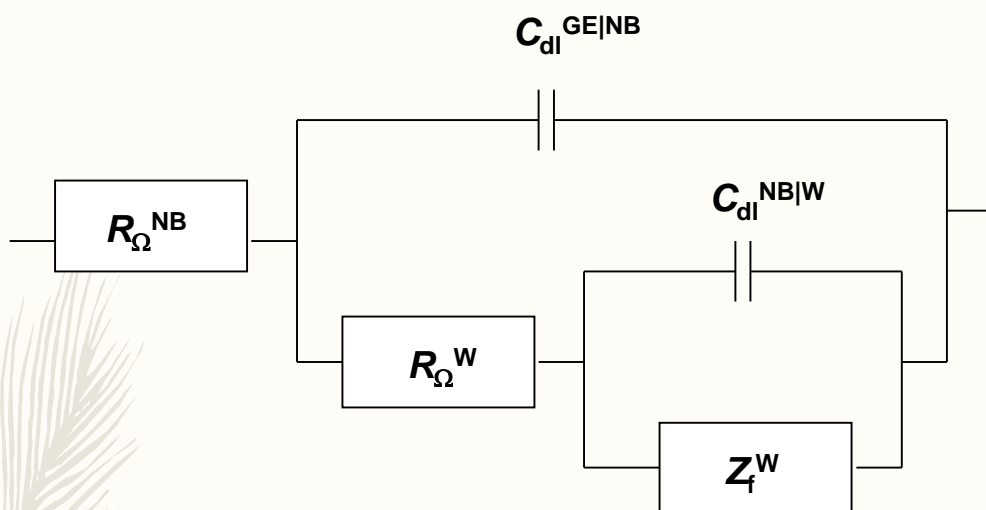 C_dl^GE|NB
C_dl^NB|W
R_Ω^NB
R_Ω^W
Z_f^W